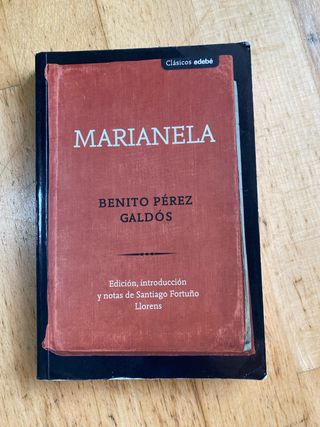 Clásicos edebé
MARIANELA
BENITO PÉREZ
GALDÓS
Edición, introducción
y notas de Santiago Fortuño
Llorens